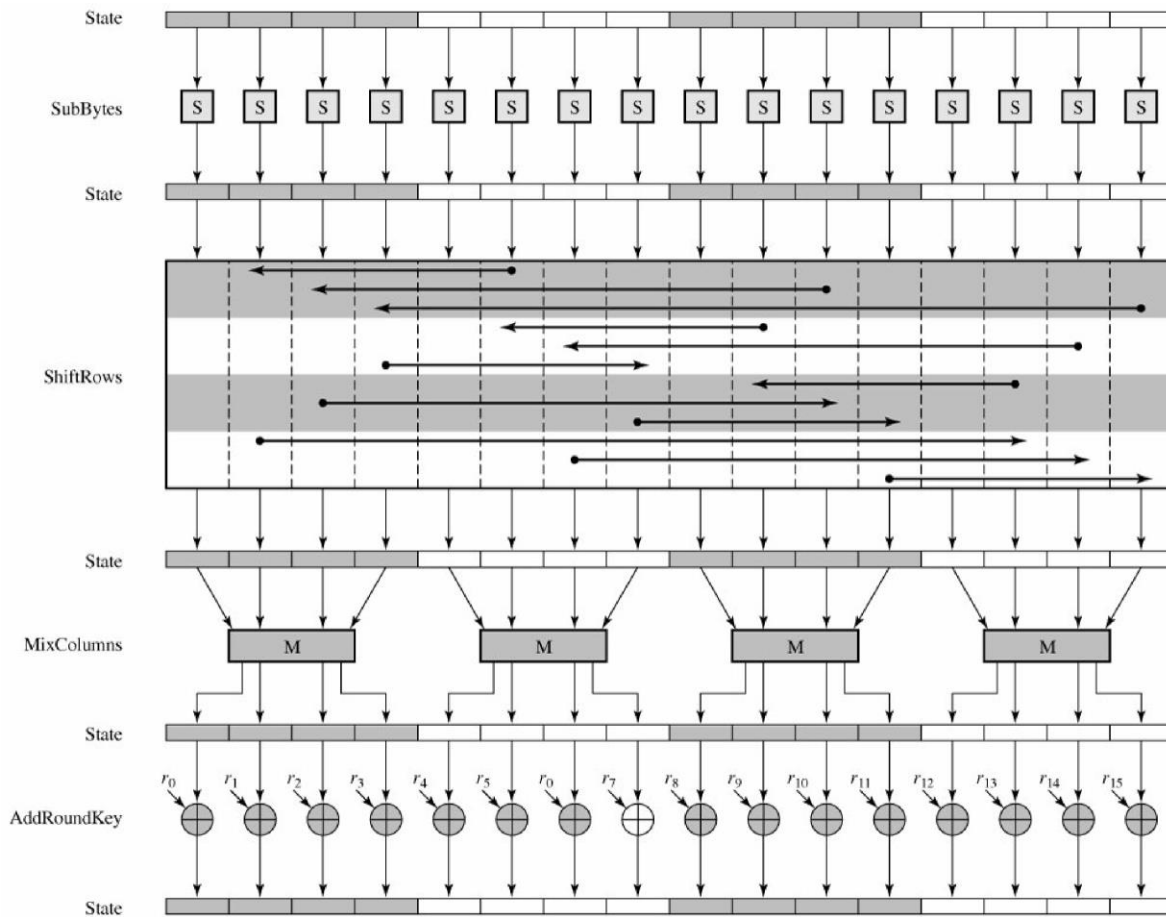 State
SubBytes S S S S S S S S S S S S S S S S
State
ShiftRows
State
MixColumns M M M M
State
r0 r1 r2 r3 r4 r5 r0 r7 r8 r9 r10 r11 r12 r13 r14 r15
AddRoundKey
State